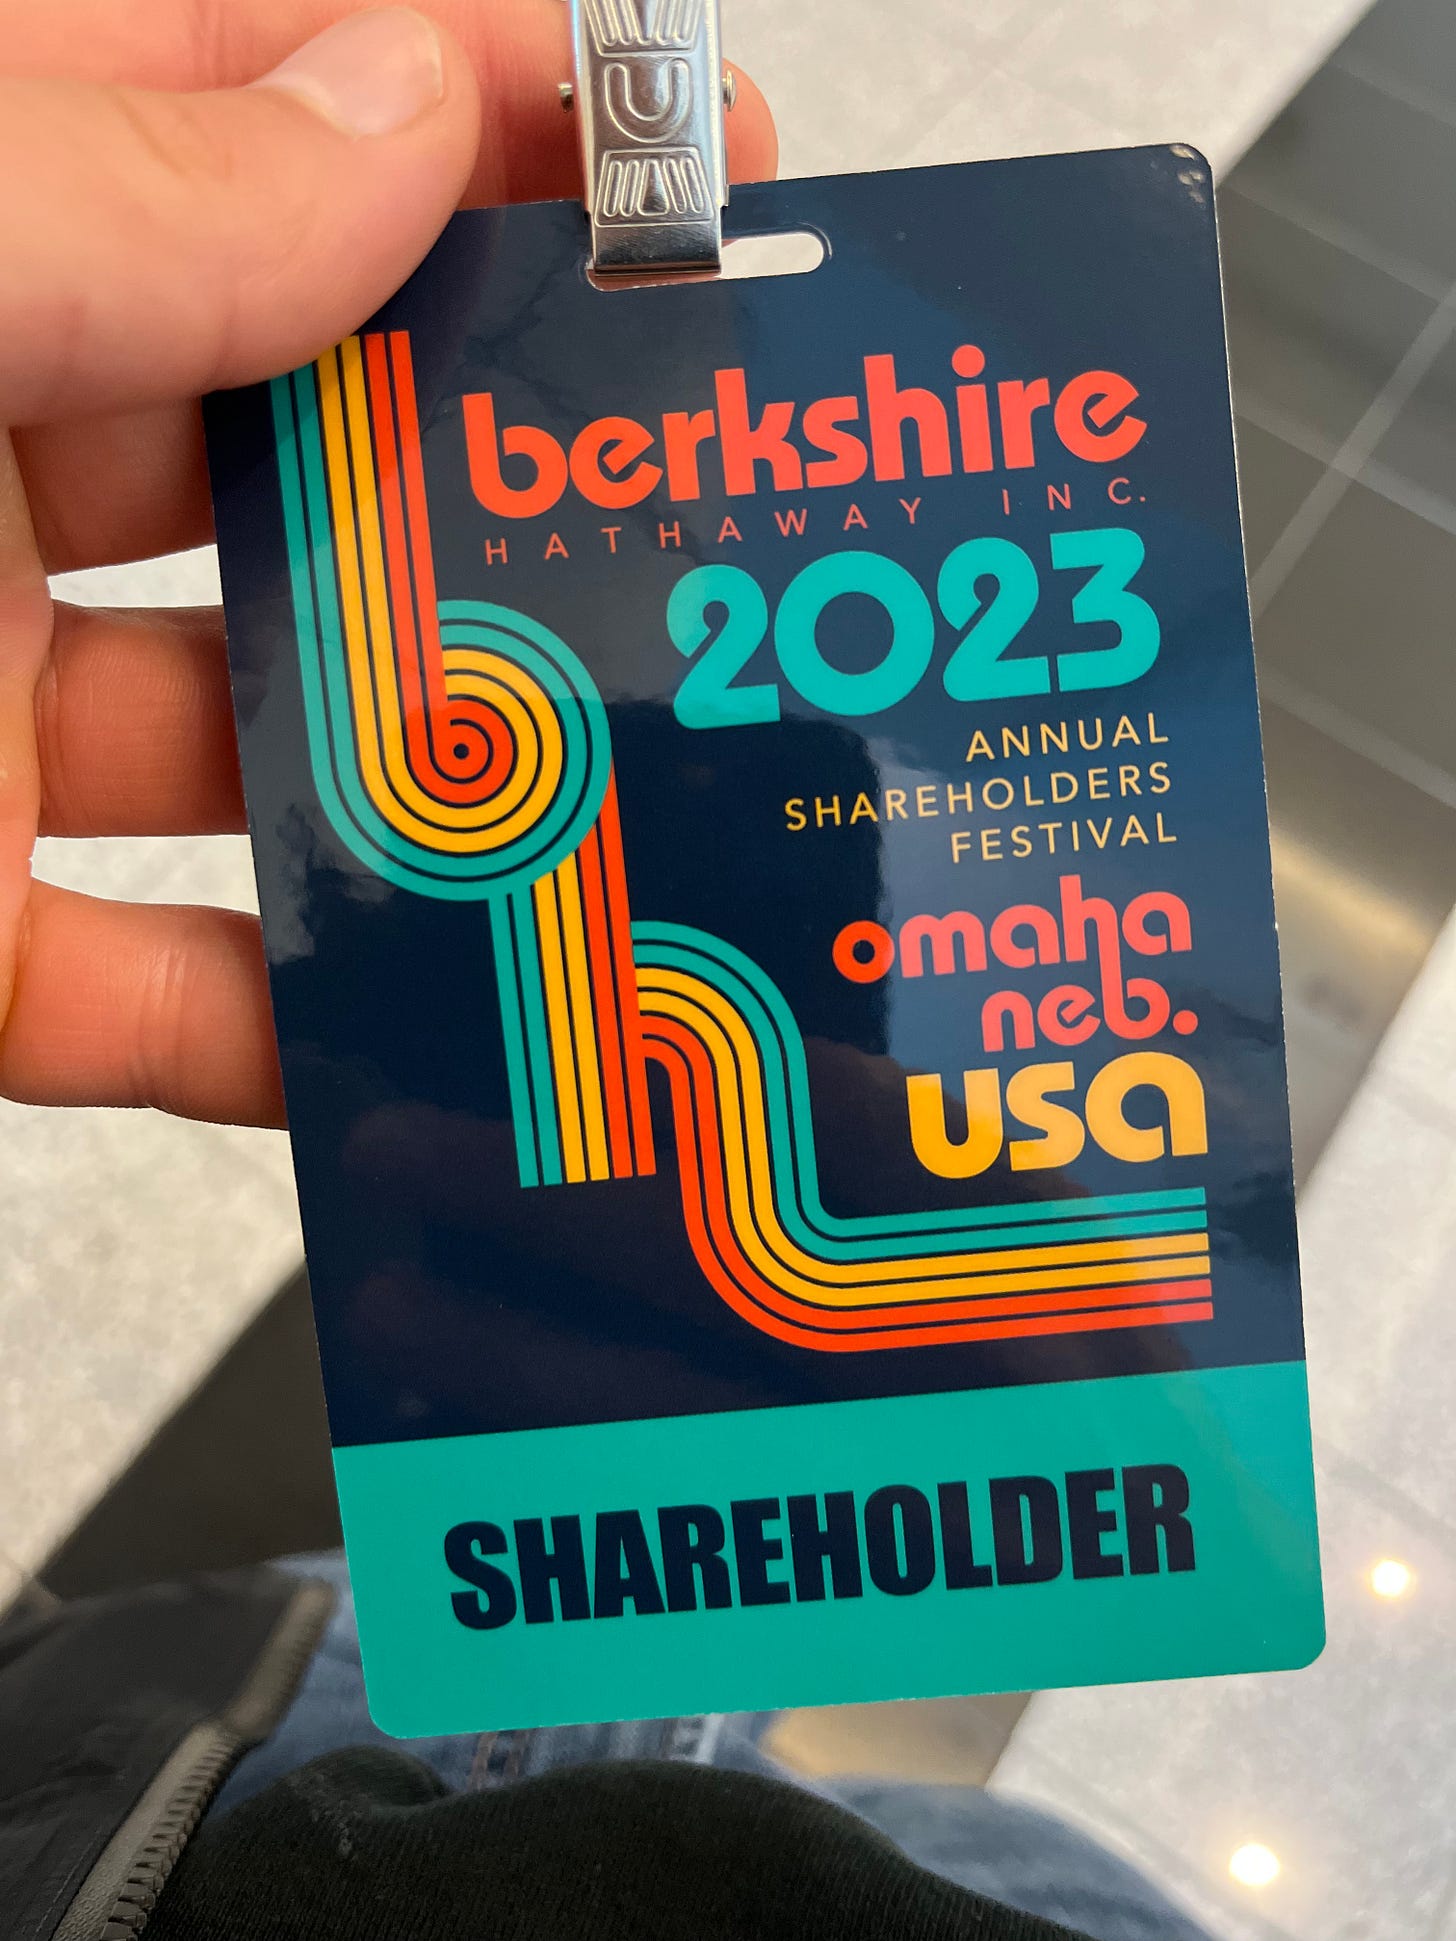 berkshire
HATHAWAY INC.
2023
ANNUAL
SHAREHOLDERS
FESTIVAL
omaha
neb.
usa
SHAREHOLDER